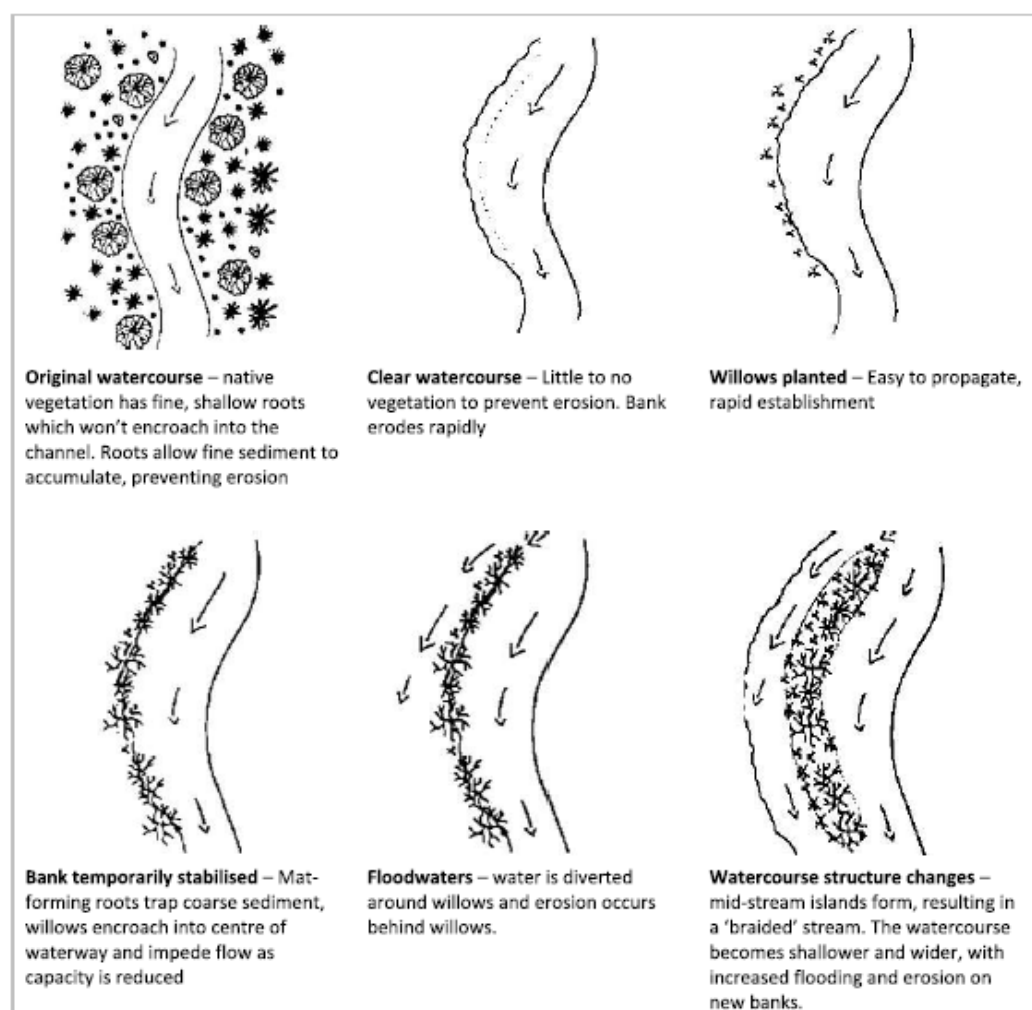 Original watercourse – native
vegetation has fine, shallow roots
which won't encroach into the
channel. Roots allow fine sediment to
accumulate, preventing erosion
Clear watercourse – Little to no
vegetation to prevent erosion. Bank
erodes rapidly
Willows planted – Easy to propagate,
rapid establishment
Bank temporarily stabilised – Mat-
forming roots trap coarse sediment,
willows encroach into centre of
waterway and impede flow as
capacity is reduced
Floodwaters – water is diverted
around willows and erosion occurs
behind willows.
Watercourse structure changes –
mid-stream islands form, resulting in
a 'braided' stream. The watercourse
becomes shallower and wider, with
increased flooding and erosion on
new banks.